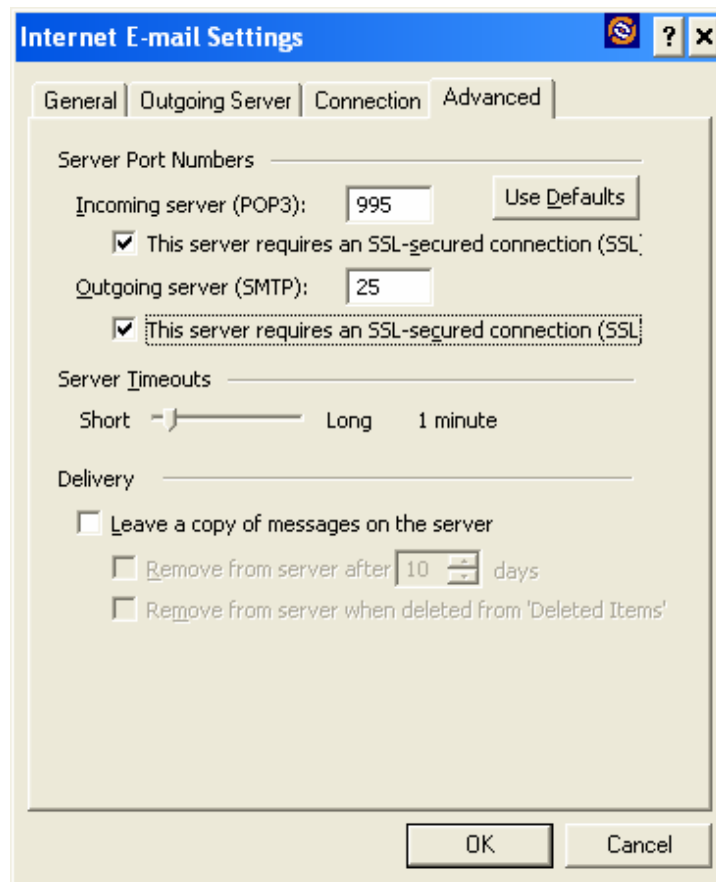 Internet E-mail Settings ?
General Outgoing Server Connection Advanced
Server Port Numbers
Incoming server (POP3): 995 Use Defaults
This server requires an SSL-secured connection (SSL)
Outgoing server (SMTP): 25
This server requires an SSL-secured connection (SSL)
Server Timeouts
Short Long 1 minute
Delivery
Leave a copy of messages on the server
Remove from server after 10 days
Remove from server when deleted from 'Deleted Items'
OK Cancel